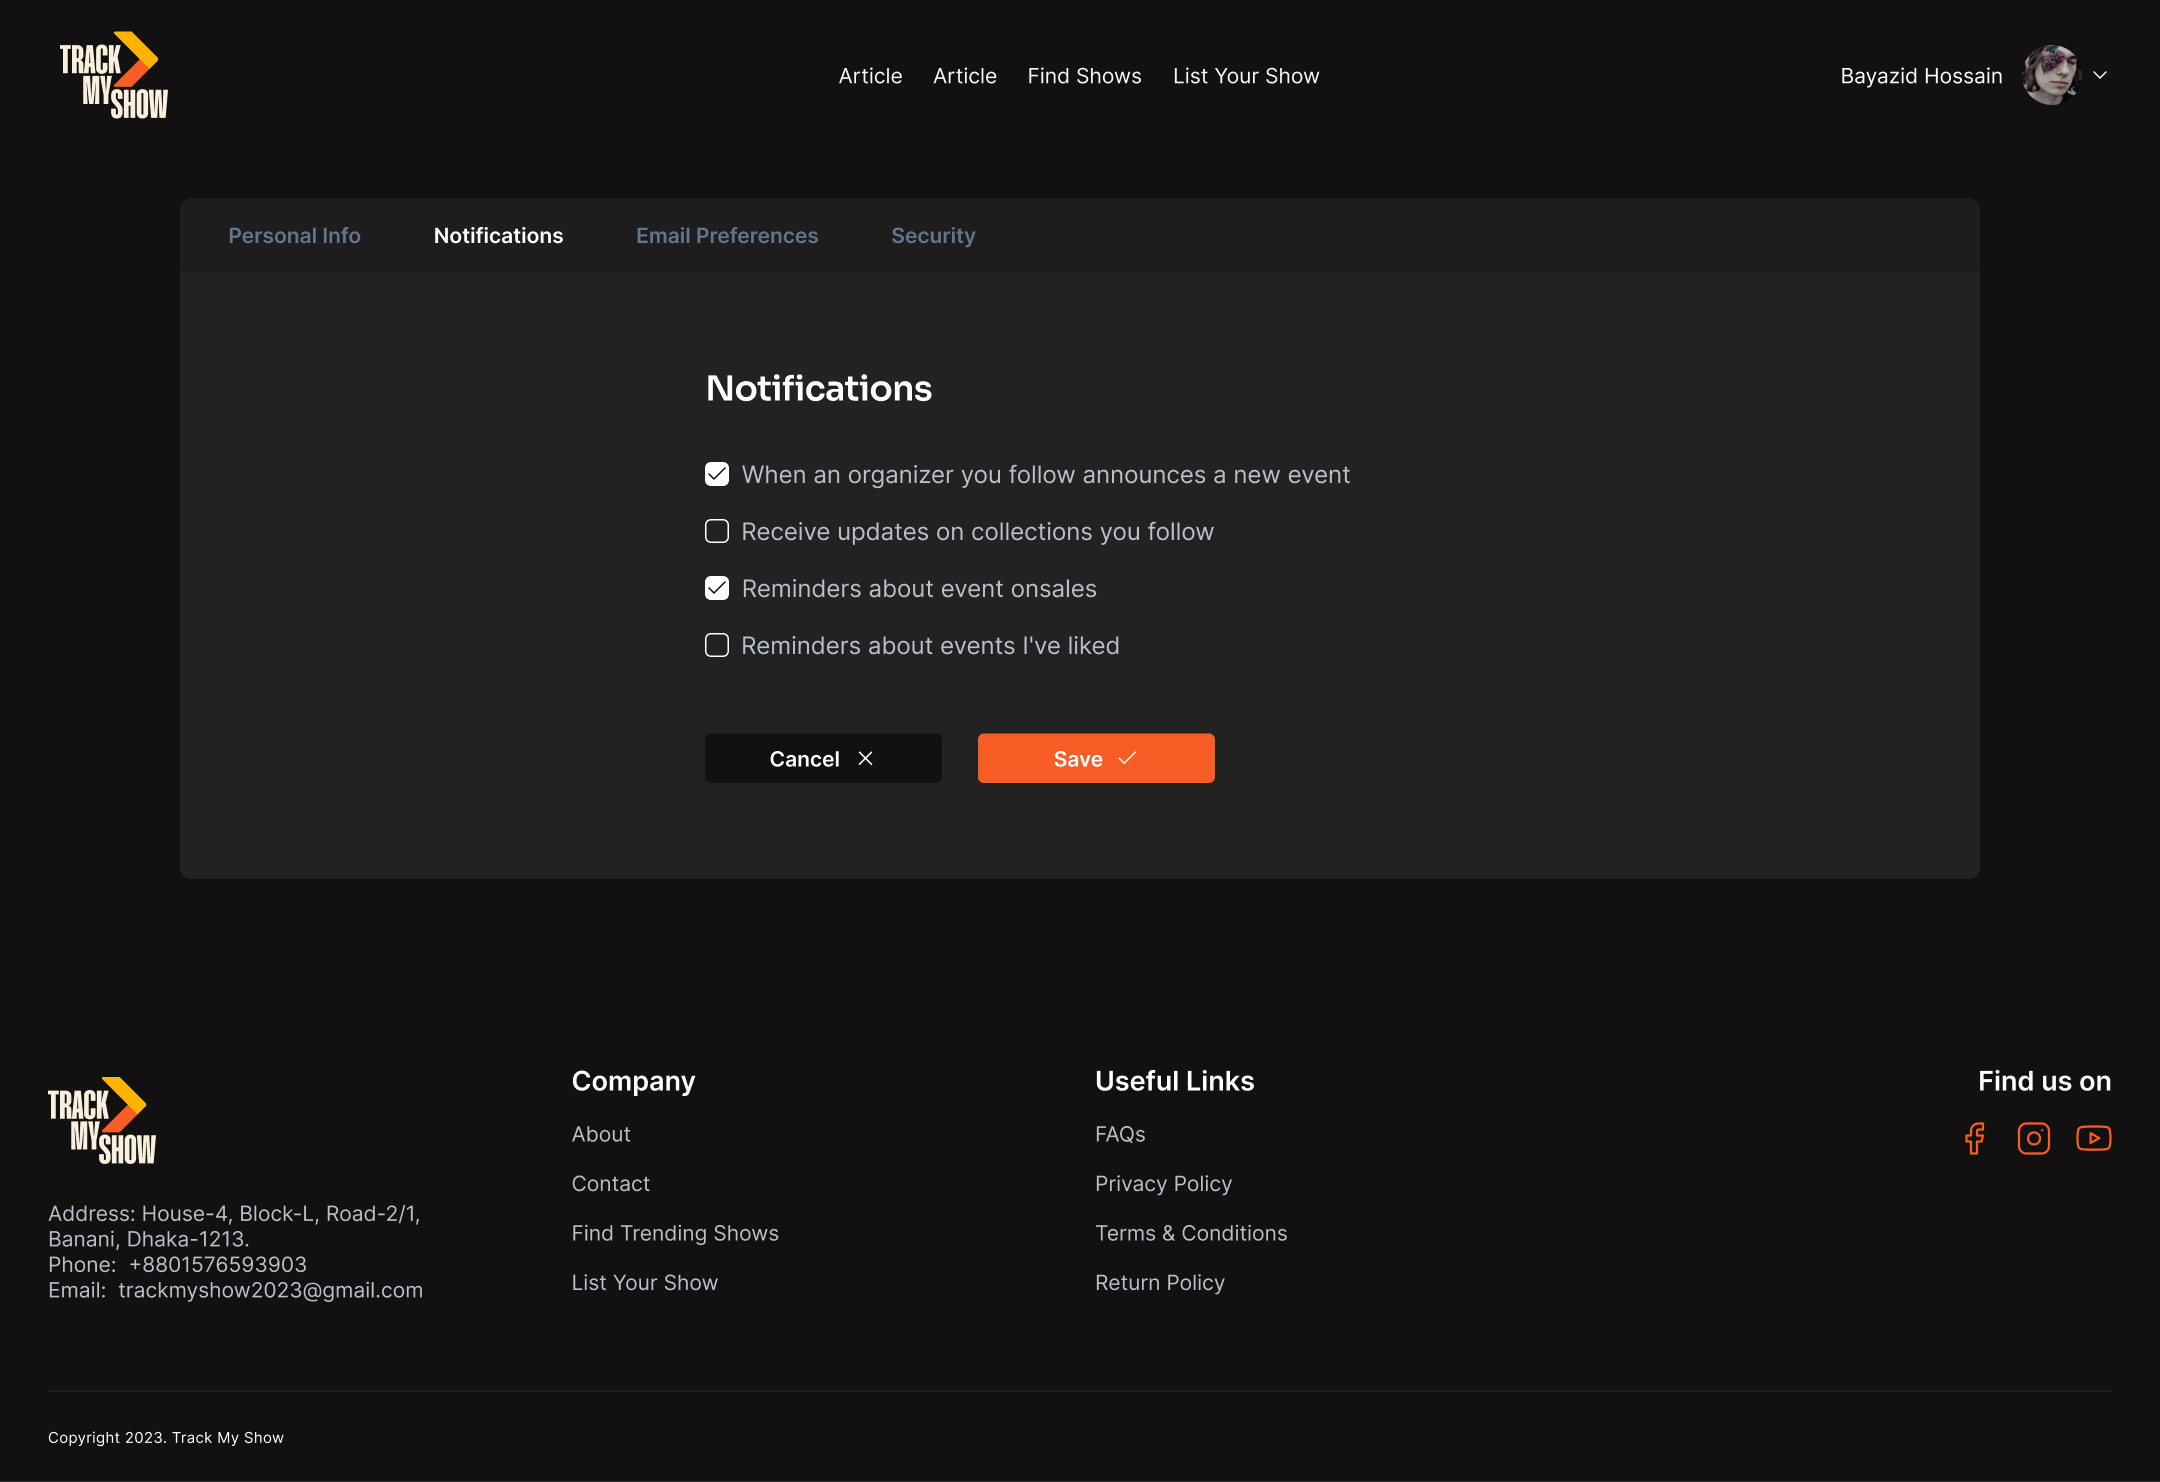 TRACK
MY
SHOW
Article Article Find Shows List Your Show
Bayazid Hossain
Personal Info Notifications Email Preferences Security
Notifications
When an organizer you follow announces a new event
Receive updates on collections you follow
Reminders about event onsales
Reminders about events I've liked
Cancel Save
TRACK
MY
SHOW
Address: House-4, Block-L, Road-2/1,
Banani, Dhaka-1213.
Phone: +8801576593903
Email: trackmyshow2023@gmail.com
Company
About
Contact
Find Trending Shows
List Your Show
Useful Links
FAQs
Privacy Policy
Terms & Conditions
Return Policy
Find us on
Copyright 2023. Track My Show